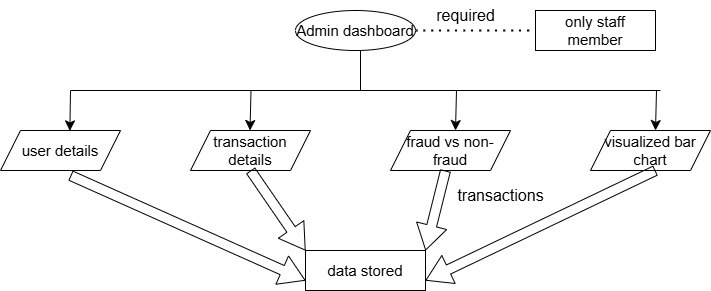 required
Admin dashboard
only staff
member
user details
transaction
details
fraud vs non-
fraud
visualized bar
chart
transactions
data stored